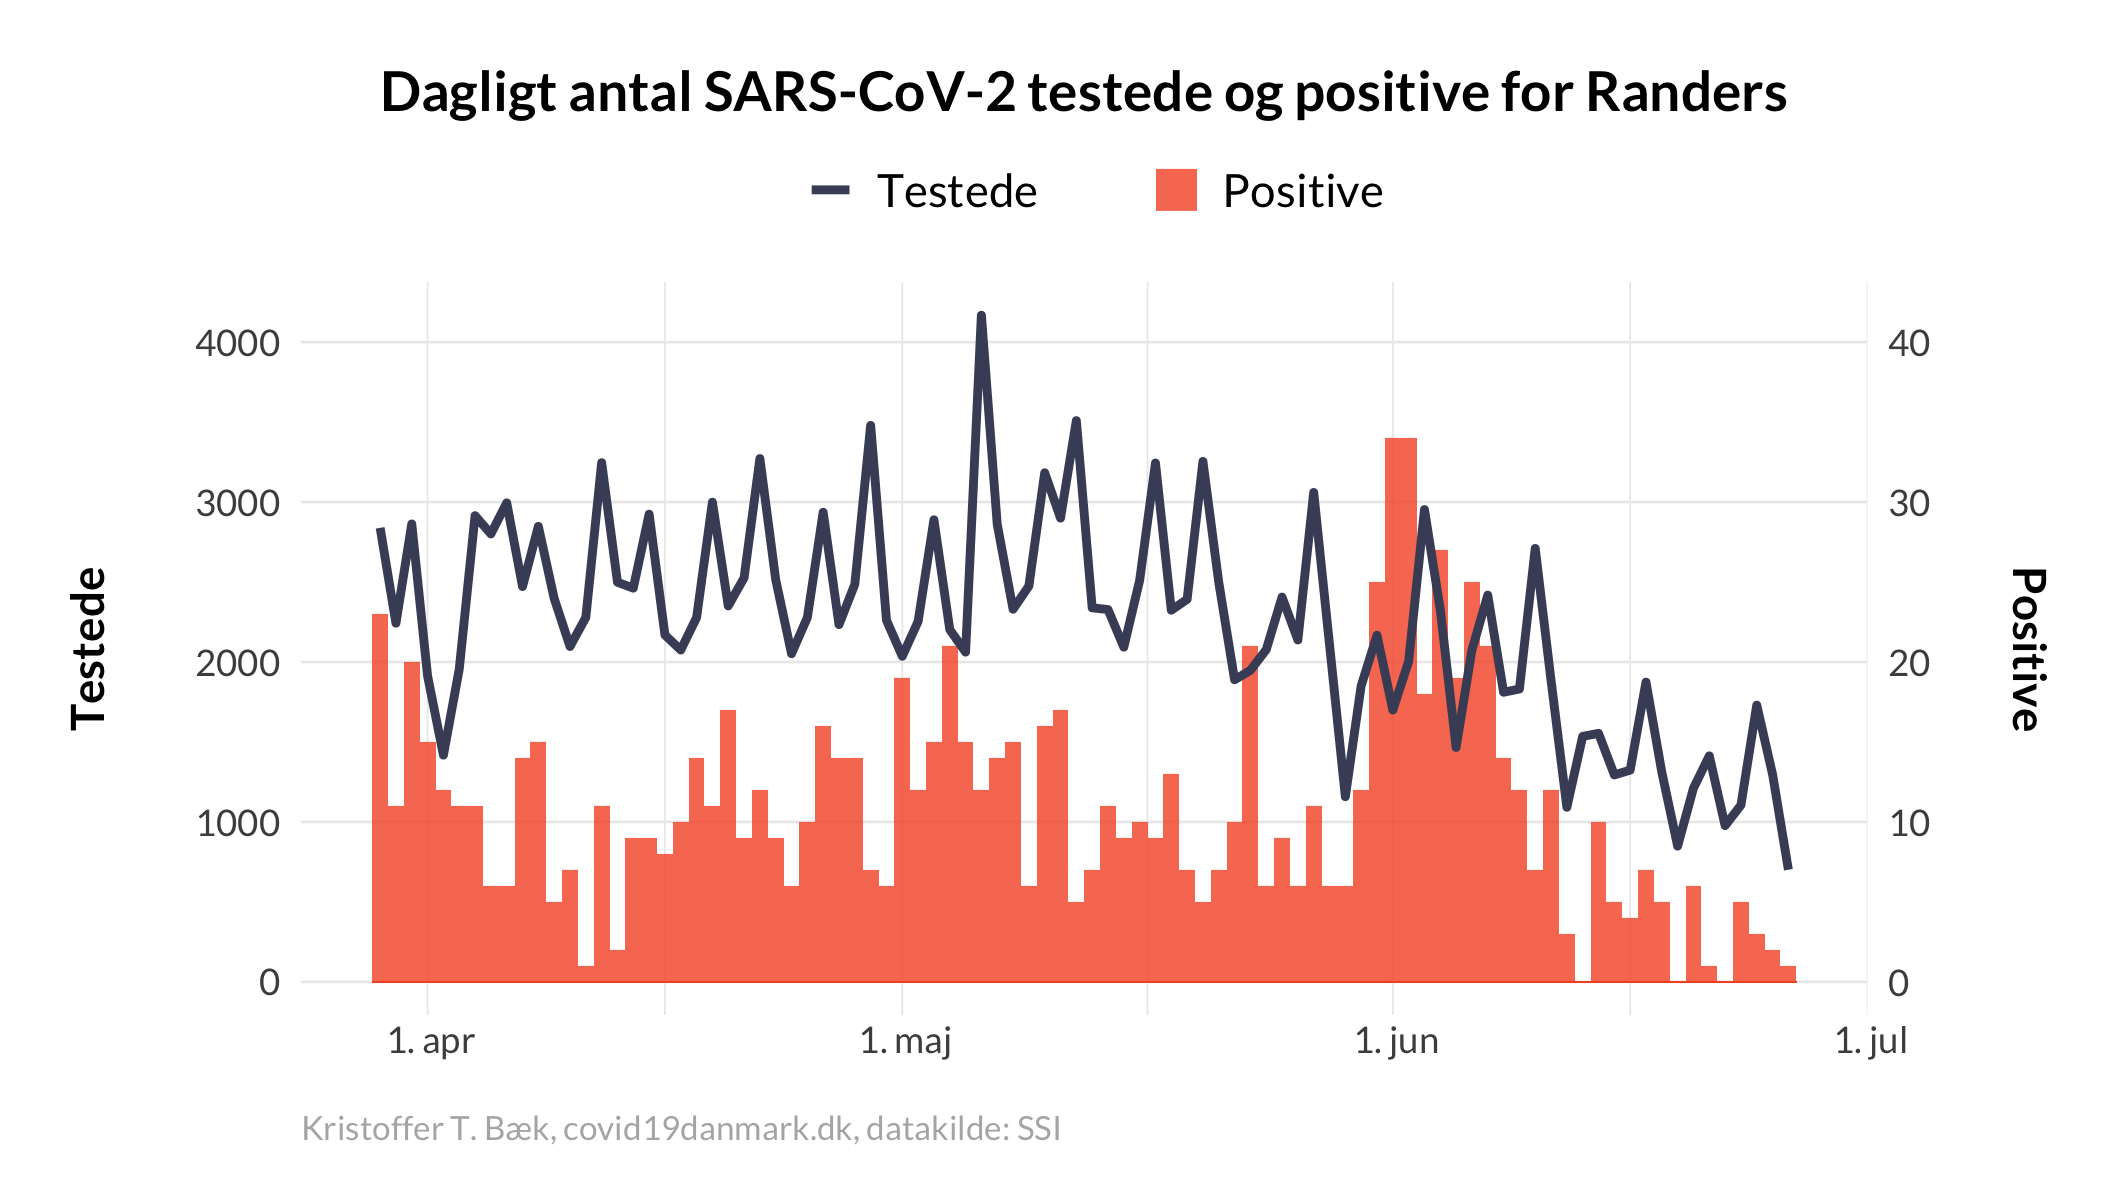 Dagligt antal SARS-CoV-2 testede og positive for Randers
Testede
Positive
4000
3000
2000
1000
0
40
30
20
10
0
Testede
Positive
1. apr
1. maj
1. jun
1. jul
Kristoffer T. Bæk, covid19danmark.dk, datakilde: SSI